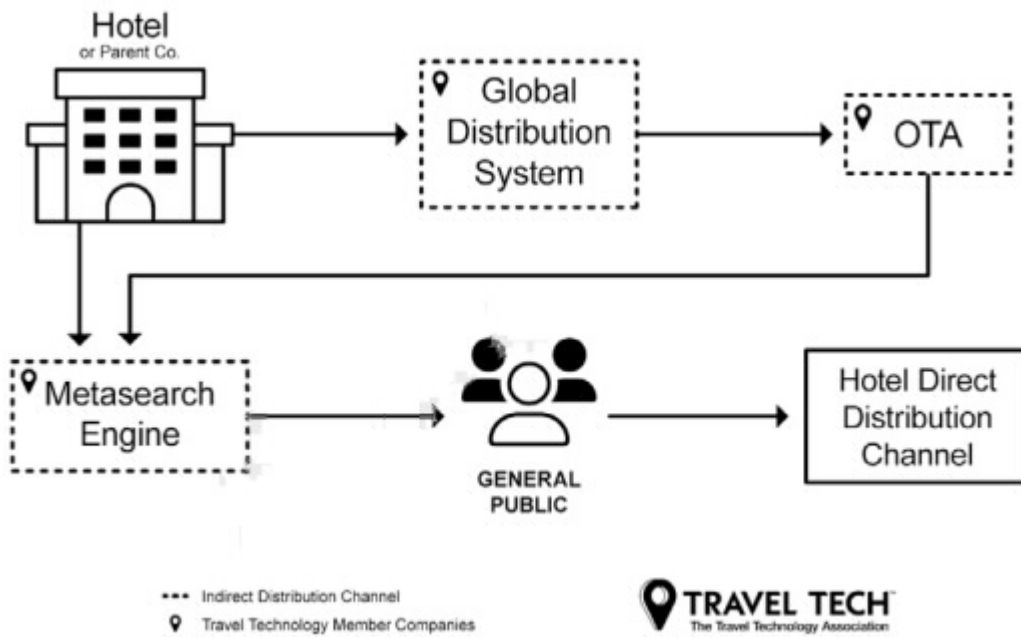 Hotel
or Parent Co.
Global
Distribution
System
OTA
Metasearch
Engine
GENERAL
PUBLIC
Hotel Direct
Distribution
Channel
Indirect Distribution Channel
Travel Technology Member Companies
TRAVEL TECH™
The Travel Technology Association